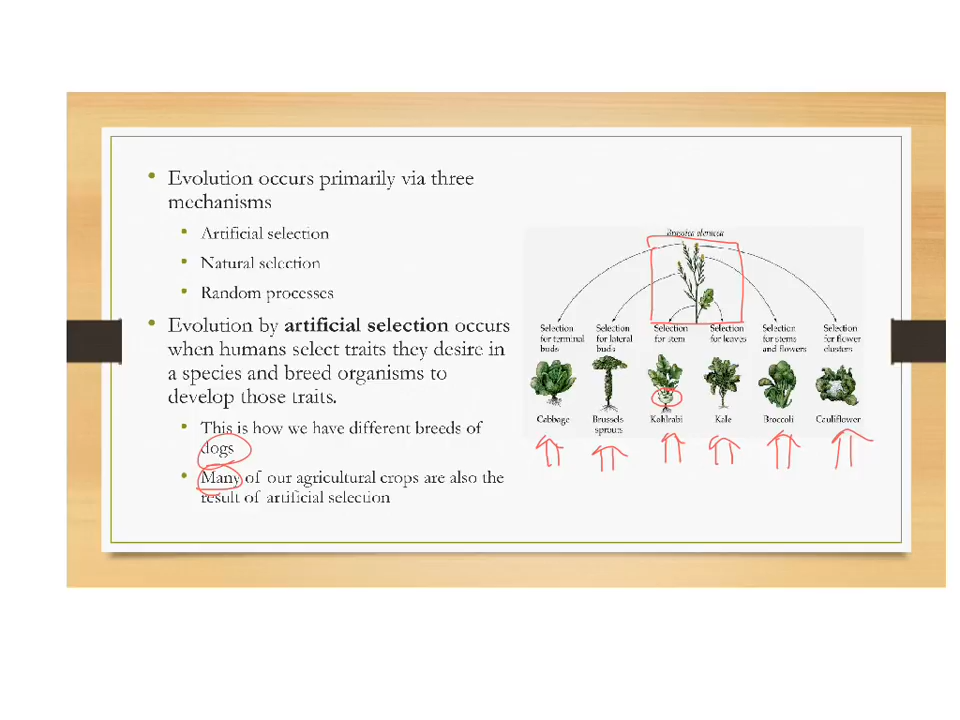 • Evolution occurs primarily via three
mechanisms
• Artificial selection
• Natural selection
• Random processes
• Evolution by artificial selection occurs
when humans select traits they desire in
a species and breed organisms to
develop those traits.
• This is how we have different breeds of
dogs
• Many of our agricultural crops are also the
result of artificial selection
Brassica oleracea
Selection
for terminal
buds
Selection
for lateral
buds
Selection
for stem
Selection
for leaves
Selection
for stems
and flowers
Selection
for flower
clusters
Cabbage
Brussels
sprouts
Kohlrabi
Kale
Broccoli
Cauliflower